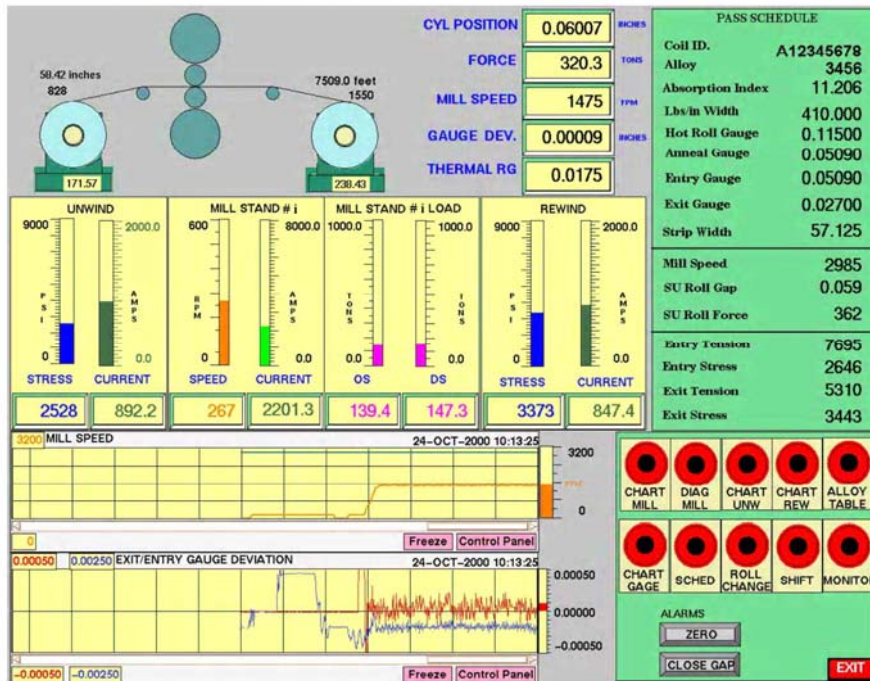 58.42 inches
828
7509.0 feet
1550
171.57
238.43
CYL POSITION 0.06007 INCHES
FORCE 320.3 TONS
MILL SPEED 1475 FPM
GAUGE DEV. 0.00009 INCHES
THERMAL RG 0.0175
PASS SCHEDULE
Coil ID. A12345678
Alloy 3456
Absorption Index 11.206
Lbs/in Width 410.000
Hot Roll Gauge 0.11500
Anneal Gauge 0.05090
Entry Gauge 0.05090
Exit Gauge 0.02700
Strip Width 57.125
Mill Speed 2985
SU Roll Gap 0.059
SU Roll Force 362
Entry Tension 7695
Entry Stress 2646
Exit Tension 5310
Exit Stress 3443
UNWIND
9000 2000.0
PSI AMPS
0 0.0
STRESS CURRENT
2528 892.2
MILL STAND # i
600 8000.0
RPM AMPS
0 0.0
SPEED CURRENT
267 2201.3
MILL STAND # i LOAD
1000.0 1000.0
TONS TONS
0.0 0.0
OS DS
139.4 147.3
REWIND
9000 2000.0
PSI AMPS
0 0.0
STRESS CURRENT
3373 847.4
3200 MILL SPEED 24-OCT-2000 10:13:25
3200
0
0 Freeze Control Panel
0.00050 0.00250 EXIT/ENTRY GAUGE DEVIATION 24-OCT-2000 10:13:25
0.00050
0.00000
-0.00050
-0.00050 -0.00250 Freeze Control Panel
CHART MILL
DIAG MILL
CHART UNW
CHART REW
ALLOY TABLE
CHART GAGE
SCHED
ROLL CHANGE
SHIFT
MONITOR
ALARMS
ZERO
CLOSE GAP
EXIT